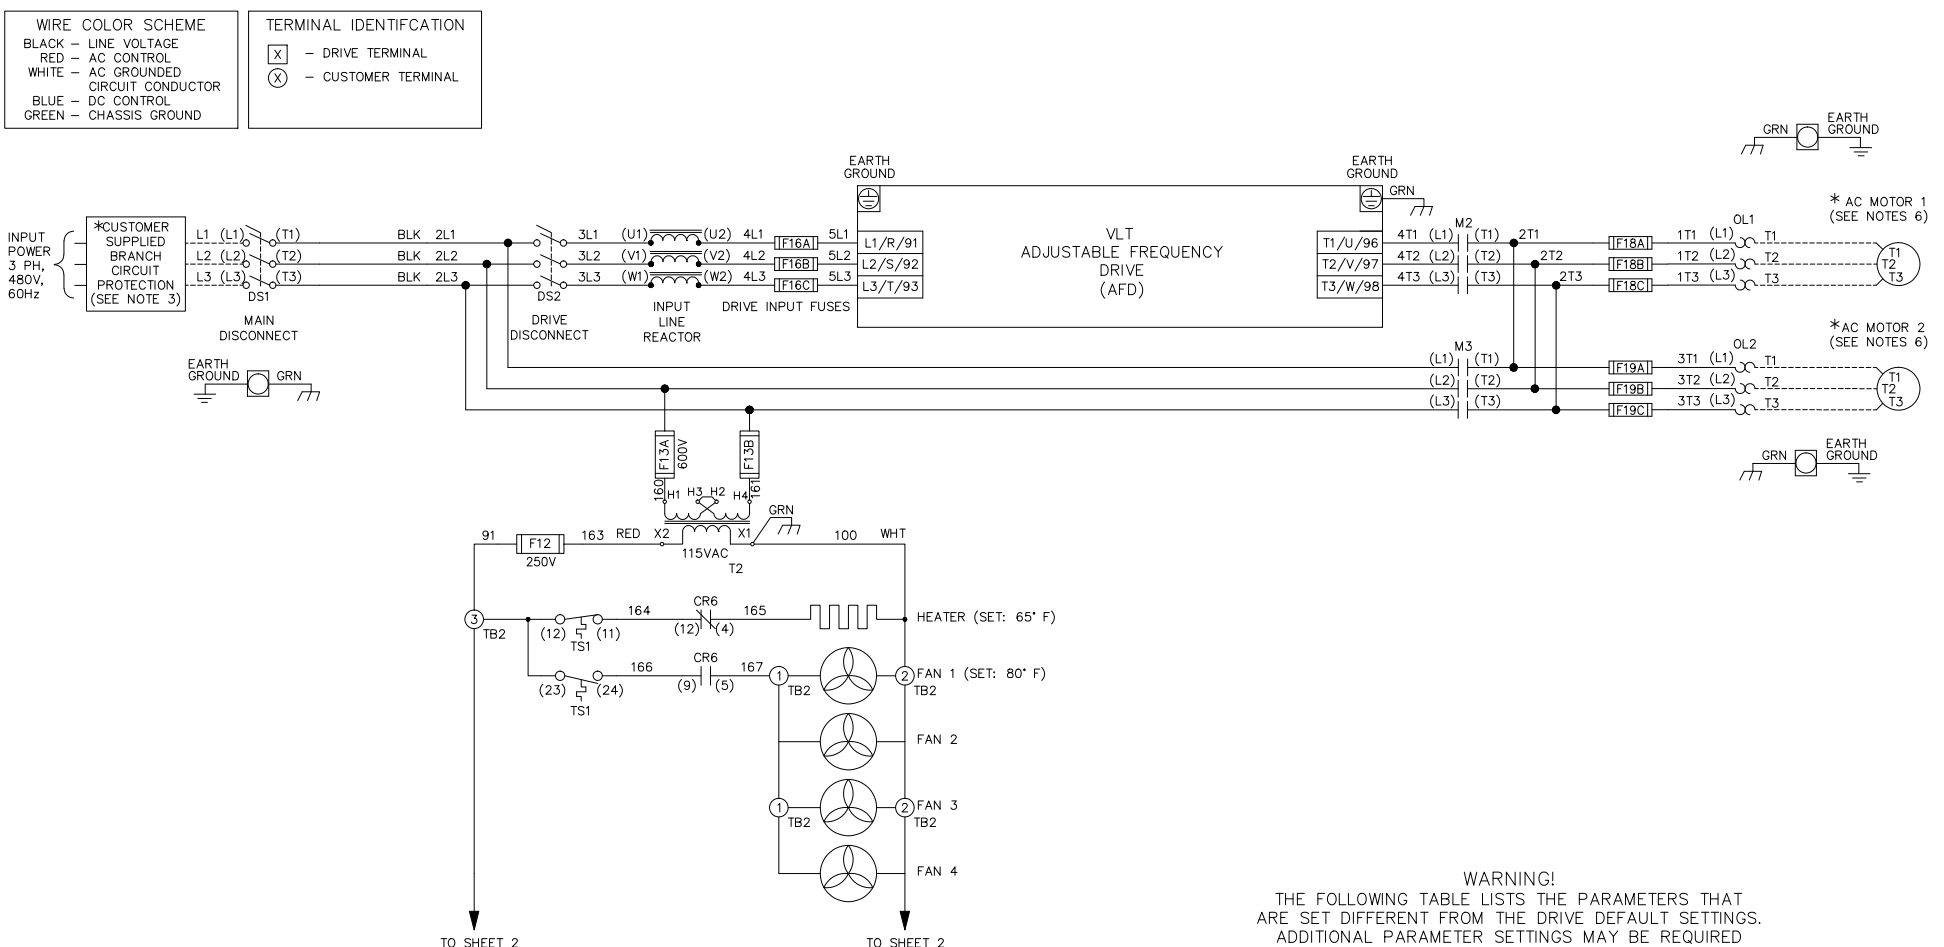 WIRE COLOR SCHEME
BLACK – LINE VOLTAGE
RED – AC CONTROL
WHITE – AC GROUNDED
CIRCUIT CONDUCTOR
BLUE – DC CONTROL
GREEN – CHASSIS GROUND
TERMINAL IDENTIFCATION
X – DRIVE TERMINAL
X – CUSTOMER TERMINAL
GRN
EARTH
GROUND
INPUT
POWER
3 PH,
480V,
60Hz
*CUSTOMER
SUPPLIED
BRANCH
CIRCUIT
PROTECTION
(SEE NOTE 3)
L1 (L1) (T1) BLK 2L1 3L1 (U1) (U2) 4L1 F16A 5L1 L1/R/91
L2 (L2) (T2) BLK 2L2 3L2 (V1) (V2) 4L2 F16B 5L2 L2/S/92
L3 (L3) (T3) BLK 2L3 3L3 (W1) (W2) 4L3 F16C 5L3 L3/T/93
DS1
MAIN
DISCONNECT
DS2
DRIVE
DISCONNECT
INPUT
LINE
REACTOR
DRIVE INPUT FUSES
EARTH
GROUND
VLT
ADJUSTABLE FREQUENCY
DRIVE
(AFD)
EARTH
GROUND
GRN
M2
OL1
* AC MOTOR 1
(SEE NOTES 6)
T1/U/96 4T1 (L1) (T1) 2T1 F18A 1T1 (L1) T1
T2/V/97 4T2 (L2) (T2) 2T2 F18B 1T2 (L2) T2
T3/W/98 4T3 (L3) (T3) 2T3 F18C 1T3 (L3) T3
T1
T2
T3
EARTH
GROUND
GRN
M3
OL2
*AC MOTOR 2
(SEE NOTES 6)
(L1) (T1) F19A 3T1 (L1) T1
(L2) (T2) F19B 3T2 (L2) T2
(L3) (T3) F19C 3T3 (L3) T3
T1
T2
T3
GRN
EARTH
GROUND
F13A
600V
F13B
160
H1 H3 H2 H4
161
GRN
91 F12 163 RED X2 X1 100 WHT
250V
115VAC
T2
3
TB2
(12) (11) 164 CR6 (12) (4) 165 HEATER (SET: 65° F)
TS1
(23) (24) 166 CR6 (9) (5) 167 1 2 FAN 1 (SET: 80° F)
TS1
TB2
TB2
FAN 2
1 2 FAN 3
TB2
TB2
FAN 4
TO SHEET 2
TO SHEET 2
WARNING!
THE FOLLOWING TABLE LISTS THE PARAMETERS THAT
ARE SET DIFFERENT FROM THE DRIVE DEFAULT SETTINGS.
ADDITIONAL PARAMETER SETTINGS MAY BE REQUIRED